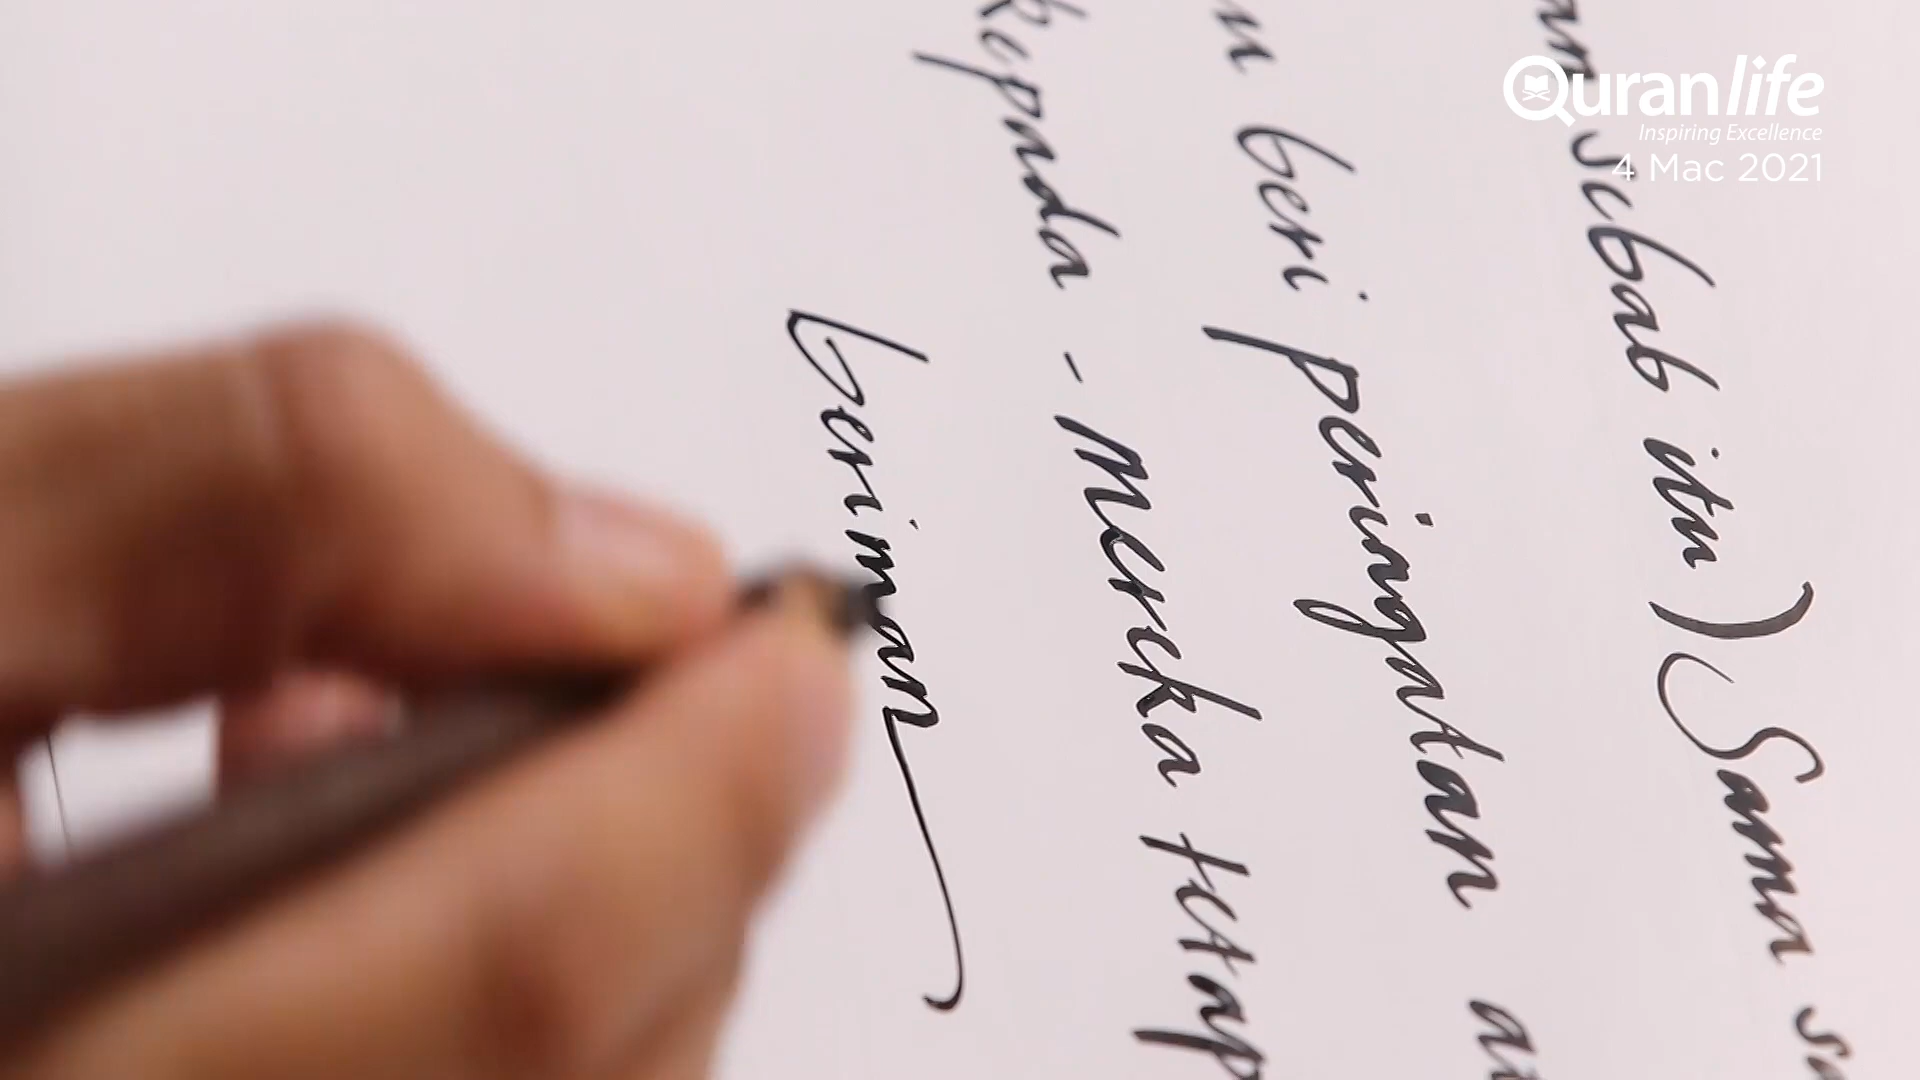 sebab itu) Sama
beri peringatan
kepada - mereka tetap
beriman
Quranlife
Inspiring Excellence
4 Mac 2021